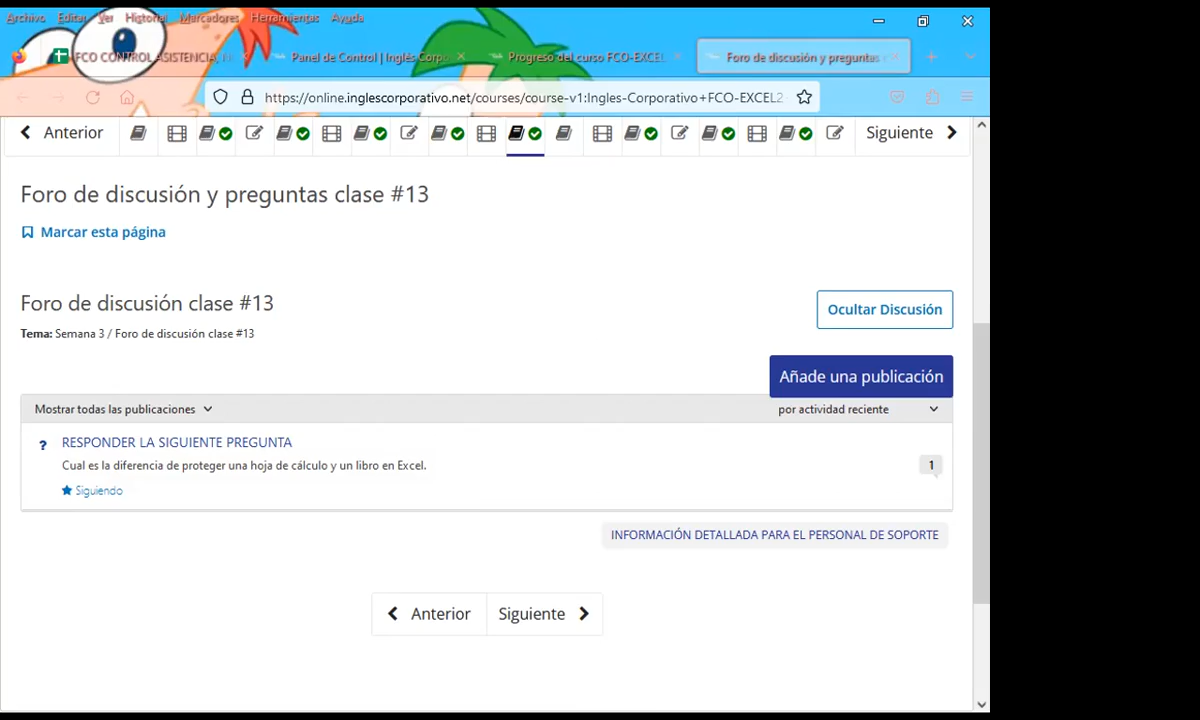 Archivo Editar Ver Historial Marcadores Herramientas Ayuda
FCO CONTROL ASISTENCIA, Panel de Control | Inglés Corpo Progreso del curso FCO-EXCEL Foro de discusión y preguntas
https://online.inglescorporativo.net/courses/course-v1:Ingles-Corporativo+FCO-EXCEL2
Anterior Siguiente
Foro de discusión y preguntas clase #13
Marcar esta página
Foro de discusión clase #13
Ocultar Discusión
Tema: Semana 3 / Foro de discusión clase #13
Añade una publicación
Mostrar todas las publicaciones por actividad reciente
? RESPONDER LA SIGUIENTE PREGUNTA
Cual es la diferencia de proteger una hoja de cálculo y un libro en Excel. 1
Siguiendo
INFORMACIÓN DETALLADA PARA EL PERSONAL DE SOPORTE
Anterior Siguiente